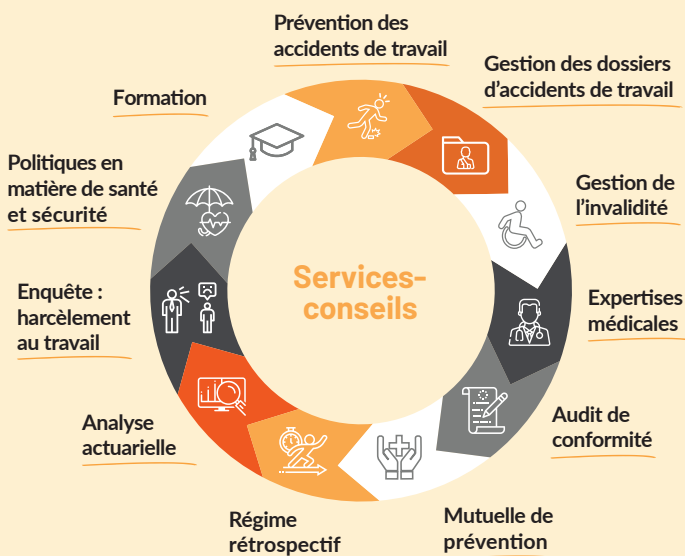 Prévention des
accidents de travail
Gestion des dossiers
d’accidents de travail
Gestion de
l’invalidité
Expertises
médicales
Audit de
conformité
Mutuelle de
prévention
Régime
rétrospectif
Analyse
actuarielle
Enquête :
harcèlement
au travail
Politiques en
matière de santé
et sécurité
Formation
Services-
conseils